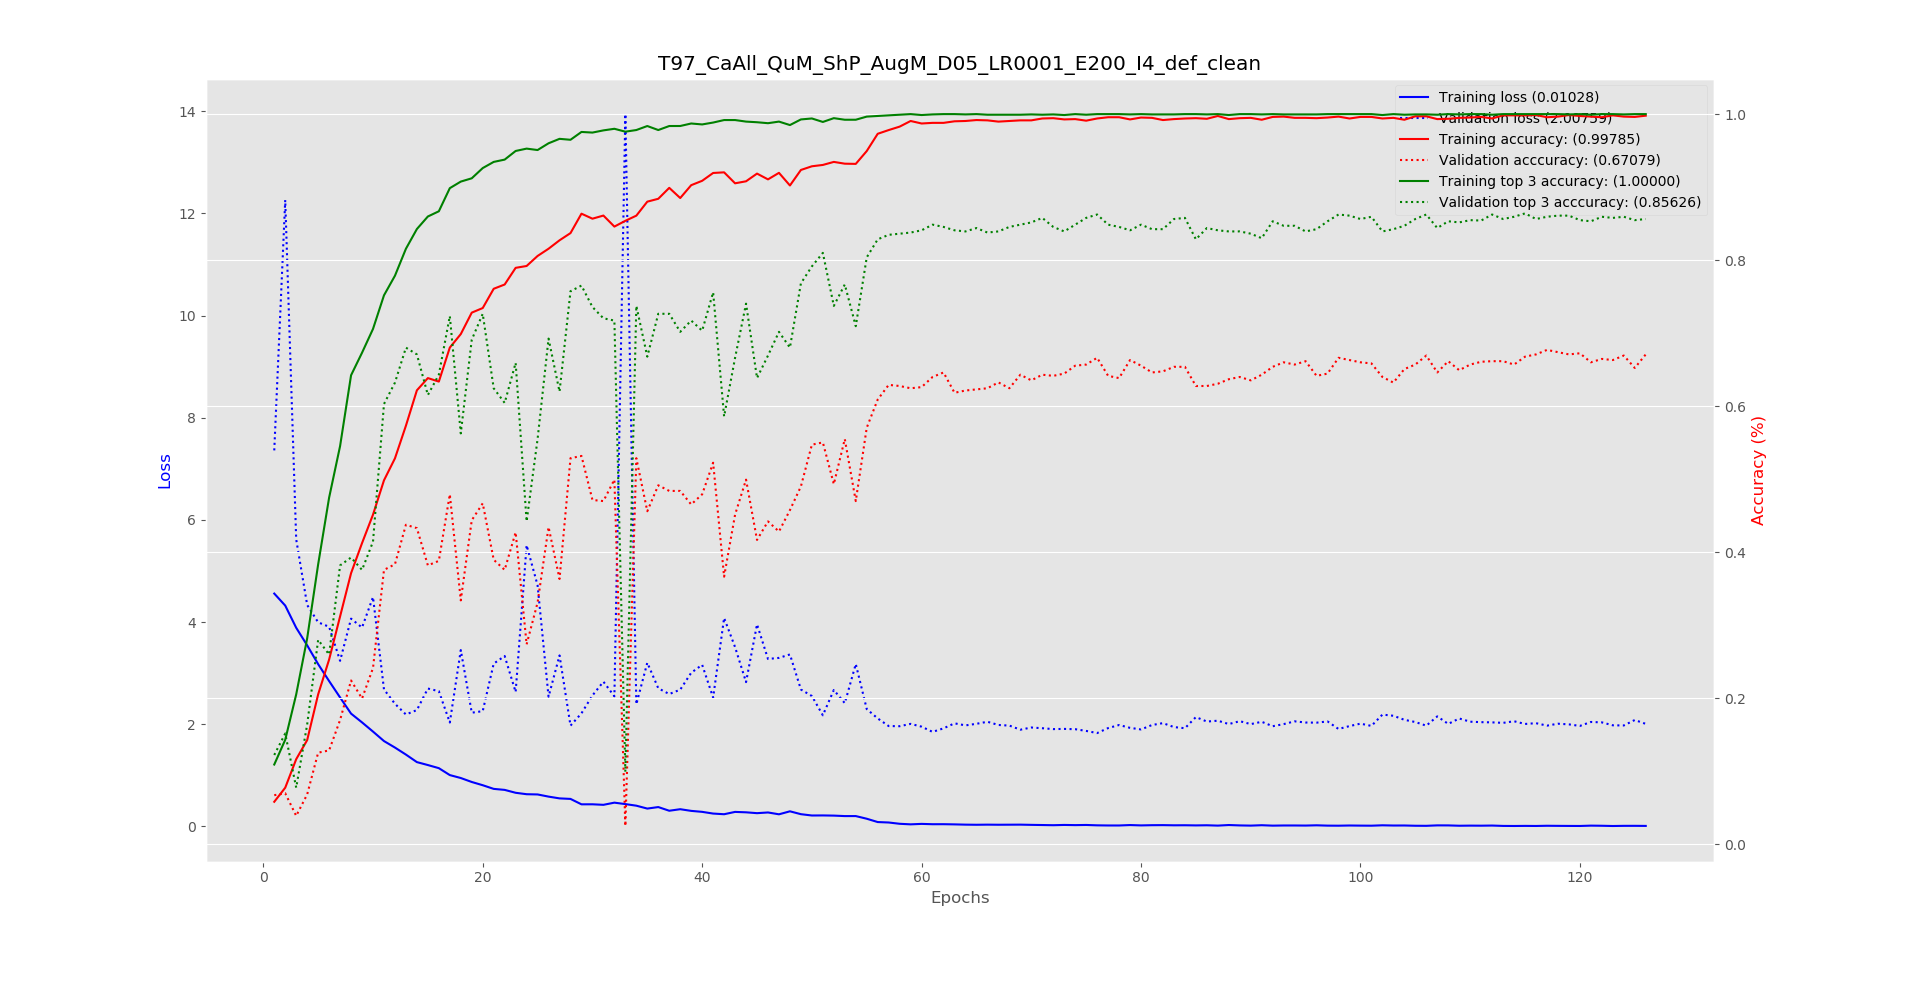 T97_CaAll_QuM_ShP_AugM_D05_LR0001_E200_I4_def_clean
Training loss (0.01028)
Validation loss (2.00759)
Training accuracy: (0.99785)
Validation acccuracy: (0.67079)
Training top 3 accuracy: (1.00000)
Validation top 3 acccuracy: (0.85626)
14
12
10
8
6
4
2
0
Loss
1.0
0.8
0.6
0.4
0.2
0.0
Accuracy (%)
0 20 40 60 80 100 120
Epochs